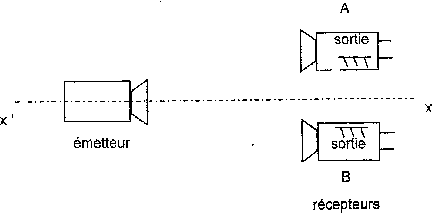 A
sortie
x' x
émetteur
sortie
B
récepteurs